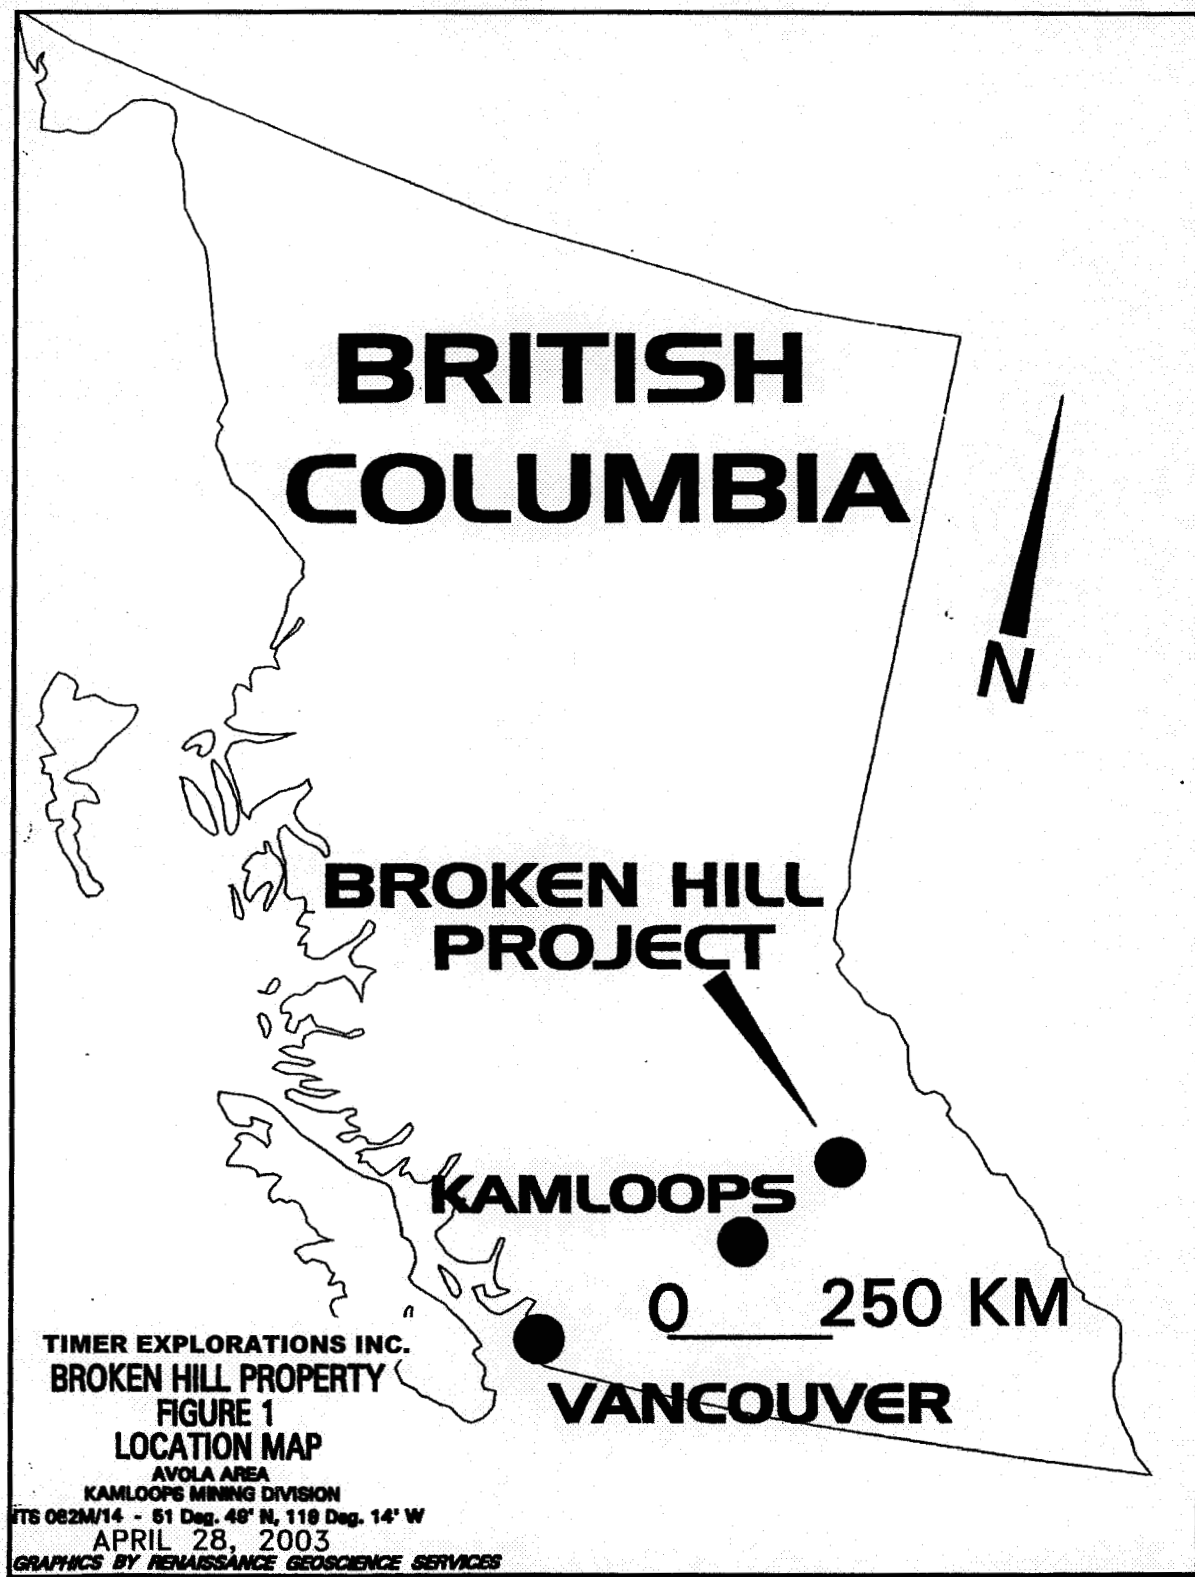 BRITISH
COLUMBIA
N
BROKEN HILL
PROJECT
KAMLOOPS
0 250 KM
VANCOUVER
TIMER EXPLORATIONS INC.
BROKEN HILL PROPERTY
FIGURE 1
LOCATION MAP
AVOLA AREA
KAMLOOPS MINING DIVISION
NTS 082M/14 - 51 Deg. 49' N, 119 Deg. 14' W
APRIL 28, 2003
GRAPHICS BY RENAISSANCE GEOSCIENCE SERVICES